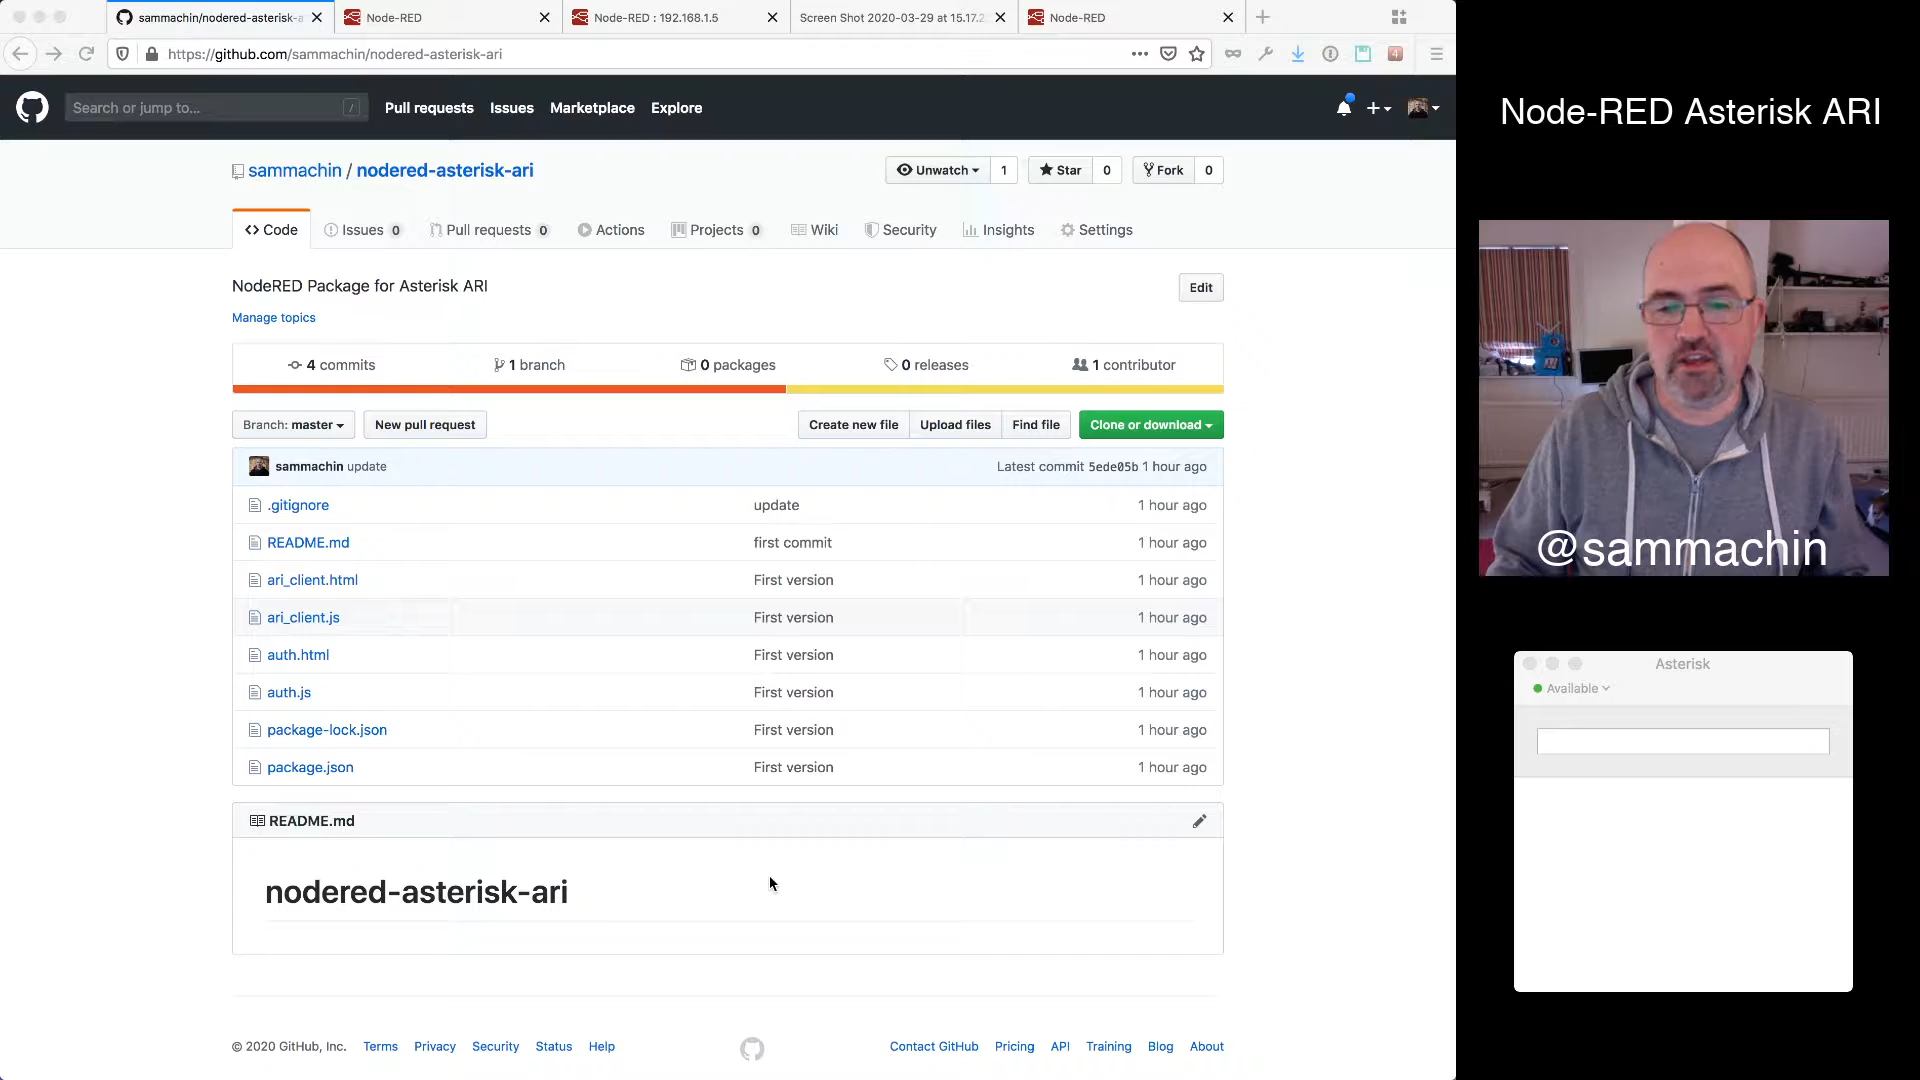 sammachin/nodered-asterisk-a
Node-RED
Node-RED : 192.168.1.5
Screen Shot 2020-03-29 at 15.17.2
Node-RED
https://github.com/sammachin/nodered-asterisk-ari
4
Search or jump to...
/
Pull requests
Issues
Marketplace
Explore
Node-RED Asterisk ARI
sammachin / nodered-asterisk-ari
Unwatch 1
Star 0
Fork 0
Code
Issues 0
Pull requests 0
Actions
Projects 0
Wiki
Security
Insights
Settings
NodeRED Package for Asterisk ARI
Edit
Manage topics
4 commits
1 branch
0 packages
0 releases
1 contributor
Branch: master
New pull request
Create new file
Upload files
Find file
Clone or download
sammachin update
Latest commit 5ede05b 1 hour ago
.gitignore update 1 hour ago
README.md first commit 1 hour ago
ari_client.html First version 1 hour ago
ari_client.js First version 1 hour ago
auth.html First version 1 hour ago
auth.js First version 1 hour ago
package-lock.json First version 1 hour ago
package.json First version 1 hour ago
README.md
nodered-asterisk-ari
© 2020 GitHub, Inc.
Terms
Privacy
Security
Status
Help
Contact GitHub
Pricing
API
Training
Blog
About
@sammachin
Asterisk
Available